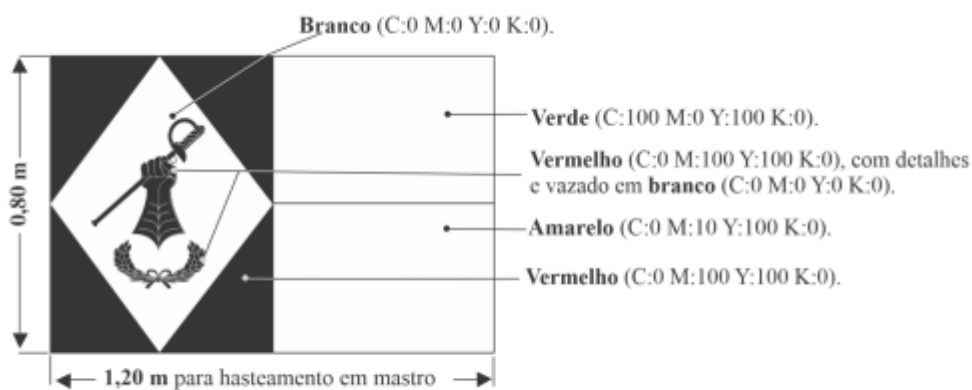 Branco (C:0 M:0 Y:0 K:0).
Verde (C:100 M:0 Y:100 K:0).
Vermelho (C:0 M:100 Y:100 K:0), com detalhes
e vazado em branco (C:0 M:0 Y:0 K:0).
Amarelo (C:0 M:10 Y:100 K:0).
Vermelho (C:0 M:100 Y:100 K:0).
0,80 m
1,20 m para hasteamento em mastro